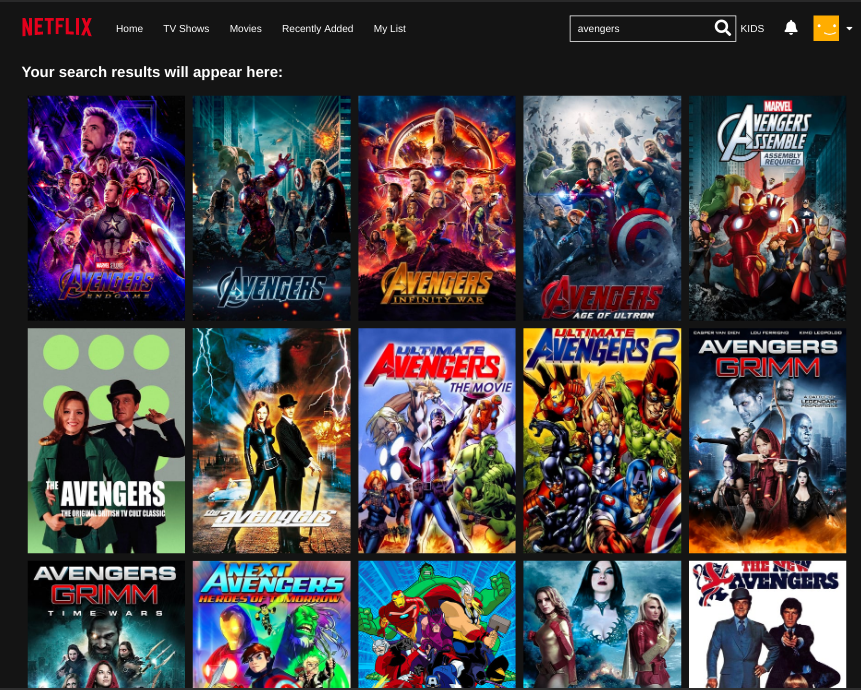 NETFLIX Home TV Shows Movies Recently Added My List avengers KIDS
Your search results will appear here:
MARVEL STUDIOS
AVENGERS
ENDGAME
AVENGERS
AVENGERS
INFINITY WAR
AVENGERS
AGE OF ULTRON
MARVEL
AVENGERS
ASSEMBLE
ASSEMBLY
REQUIRED
THE AVENGERS
THE ORIGINAL BRITISH TV CULT CLASSIC
the avengers
ULTIMATE
AVENGERS
THE MOVIE
ULTIMATE
AVENGERS 2
CASPER VAN DIEN LOU FERRIGNO KIMO LEOPOLDO
AVENGERS
GRIMM
LEGENDARY
AVENGERS
GRIMM
TIME WARS
NEXT
AVENGERS
HEROES OF TOMORROW
THE NEW
AVENGERS